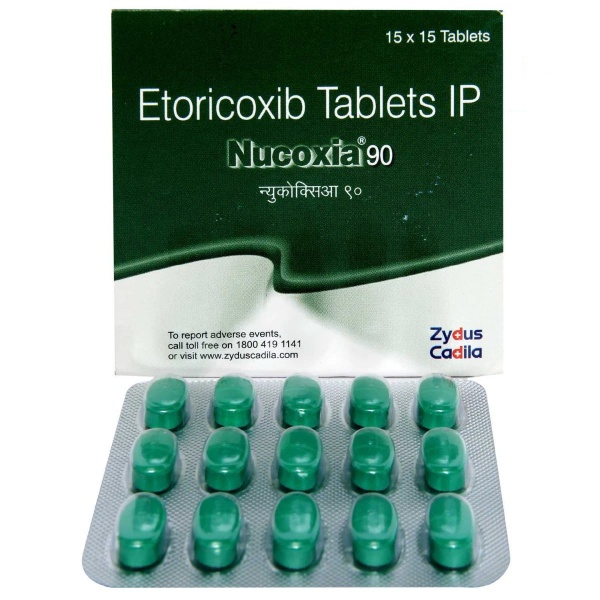 15 x 15 Tablets
Etoricoxib Tablets IP
Nucoxia® 90
न्युकोक्सिआ ९०
To report adverse events,
call toll free on 1800 419 1141
or visit www.zyduscadila.com
Zydus
Cadila